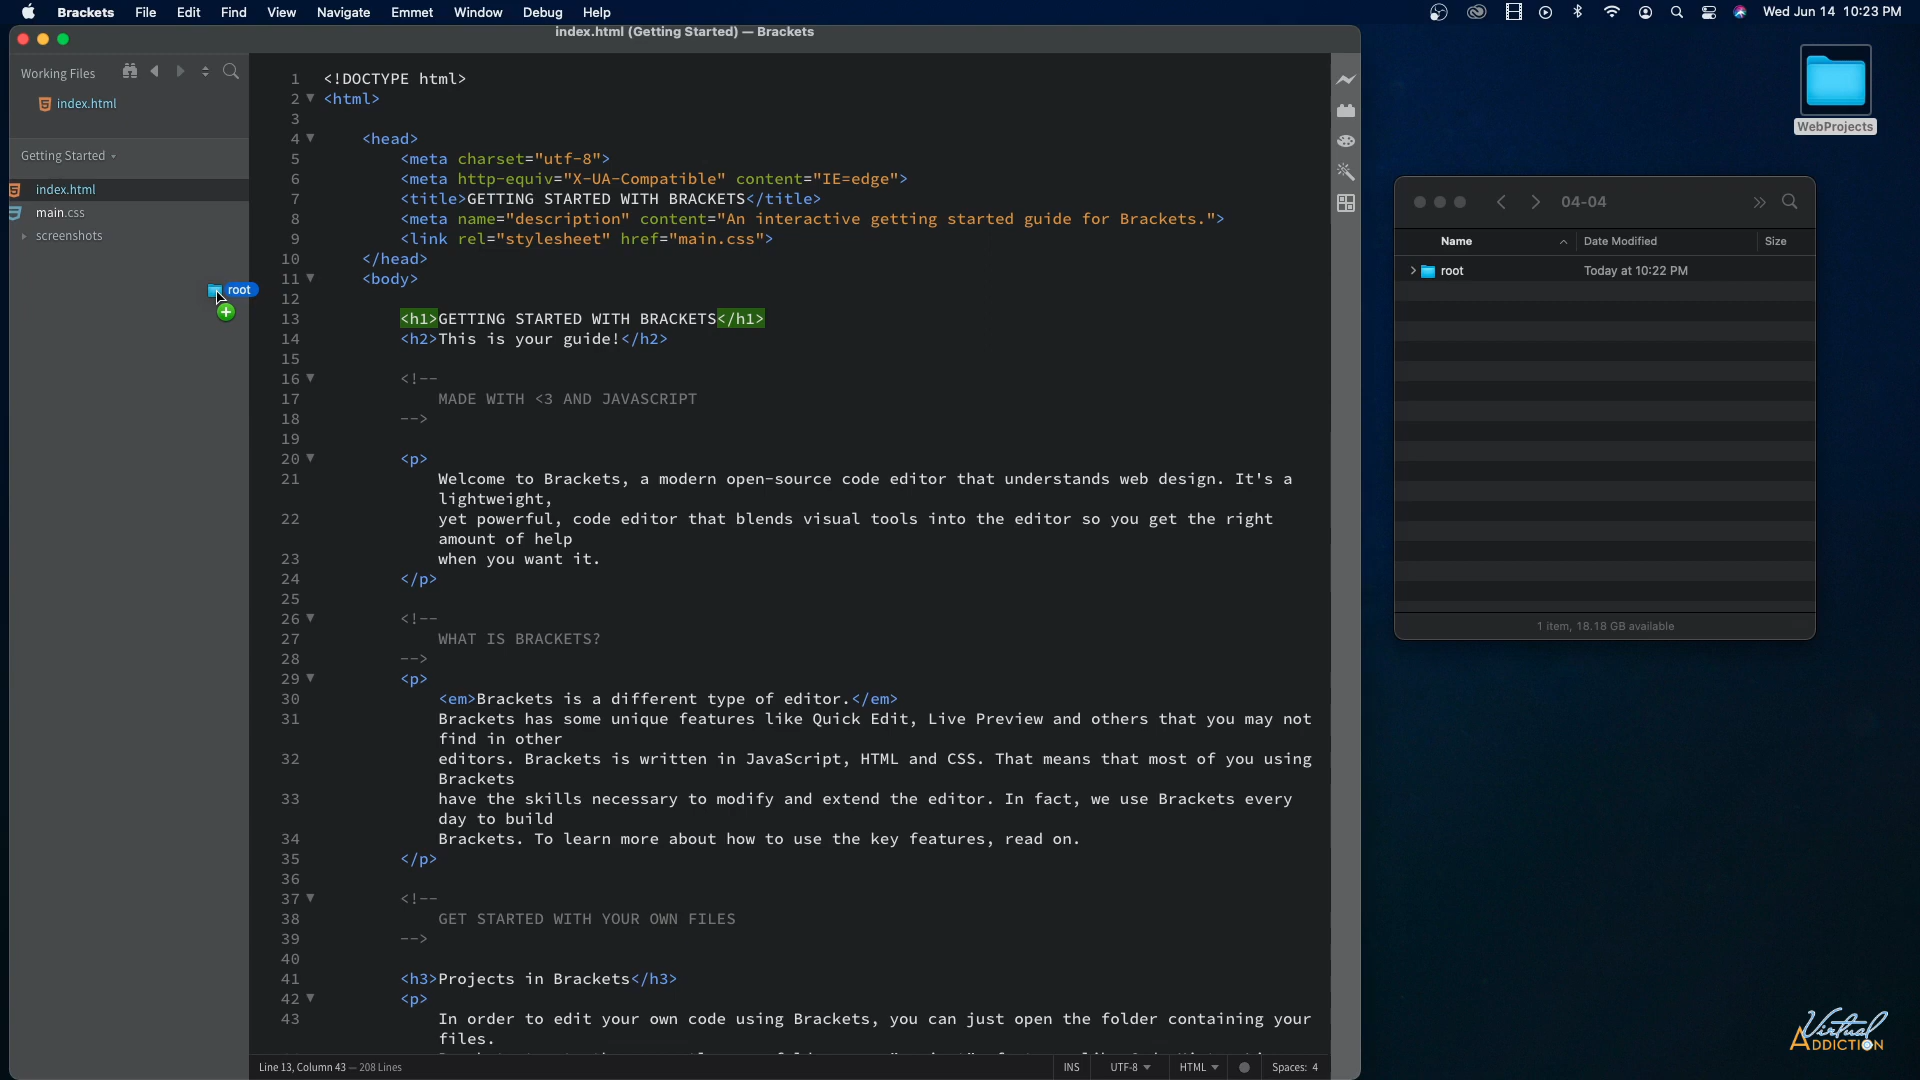 Brackets File Edit Find View Navigate Emmet Window Debug Help Wed Jun 14 10:23 PM
index.html (Getting Started) — Brackets
Working Files
index.html
Getting Started
index.html
main.css
screenshots
root
1 <!DOCTYPE html>
2 <html>
3
4 <head>
5 <meta charset="utf-8">
6 <meta http-equiv="X-UA-Compatible" content="IE=edge">
7 <title>GETTING STARTED WITH BRACKETS</title>
8 <meta name="description" content="An interactive getting started guide for Brackets.">
9 <link rel="stylesheet" href="main.css">
10 </head>
11 <body>
12
13 <h1>GETTING STARTED WITH BRACKETS</h1>
14 <h2>This is your guide!</h2>
15
16 <!--
17 MADE WITH <3 AND JAVASCRIPT
18 -->
19
20 <p>
21 Welcome to Brackets, a modern open-source code editor that understands web design. It's a
lightweight,
22 yet powerful, code editor that blends visual tools into the editor so you get the right
amount of help
23 when you want it.
24 </p>
25
26 <!--
27 WHAT IS BRACKETS?
28 -->
29 <p>
30 <em>Brackets is a different type of editor.</em>
31 Brackets has some unique features like Quick Edit, Live Preview and others that you may not
find in other
32 editors. Brackets is written in JavaScript, HTML and CSS. That means that most of you using
Brackets
33 have the skills necessary to modify and extend the editor. In fact, we use Brackets every
day to build
34 Brackets. To learn more about how to use the key features, read on.
35 </p>
36
37 <!--
38 GET STARTED WITH YOUR OWN FILES
39 -->
40
41 <h3>Projects in Brackets</h3>
42 <p>
43 In order to edit your own code using Brackets, you can just open the folder containing your
files.
Line 13, Column 43 — 208 Lines
INS UTF-8 HTML Spaces: 4
WebProjects
04-04
Name Date Modified Size
root Today at 10:22 PM
1 item, 18.18 GB available
Virtual
ADDICTION